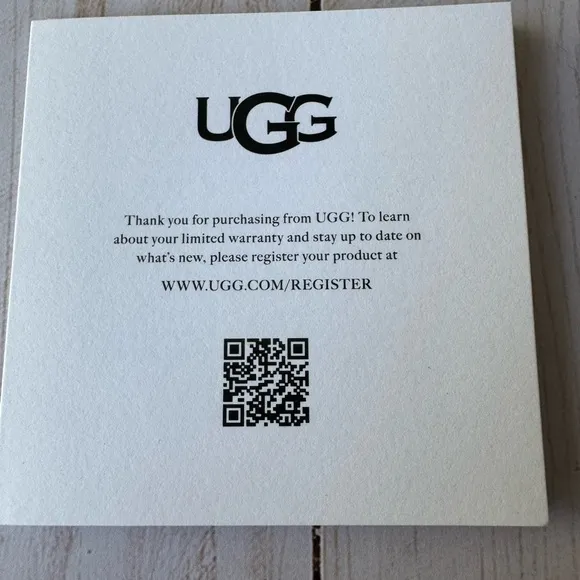 UGG
Thank you for purchasing from UGG! To learn
about your limited warranty and stay up to date on
what's new, please register your product at
WWW.UGG.COM/REGISTER